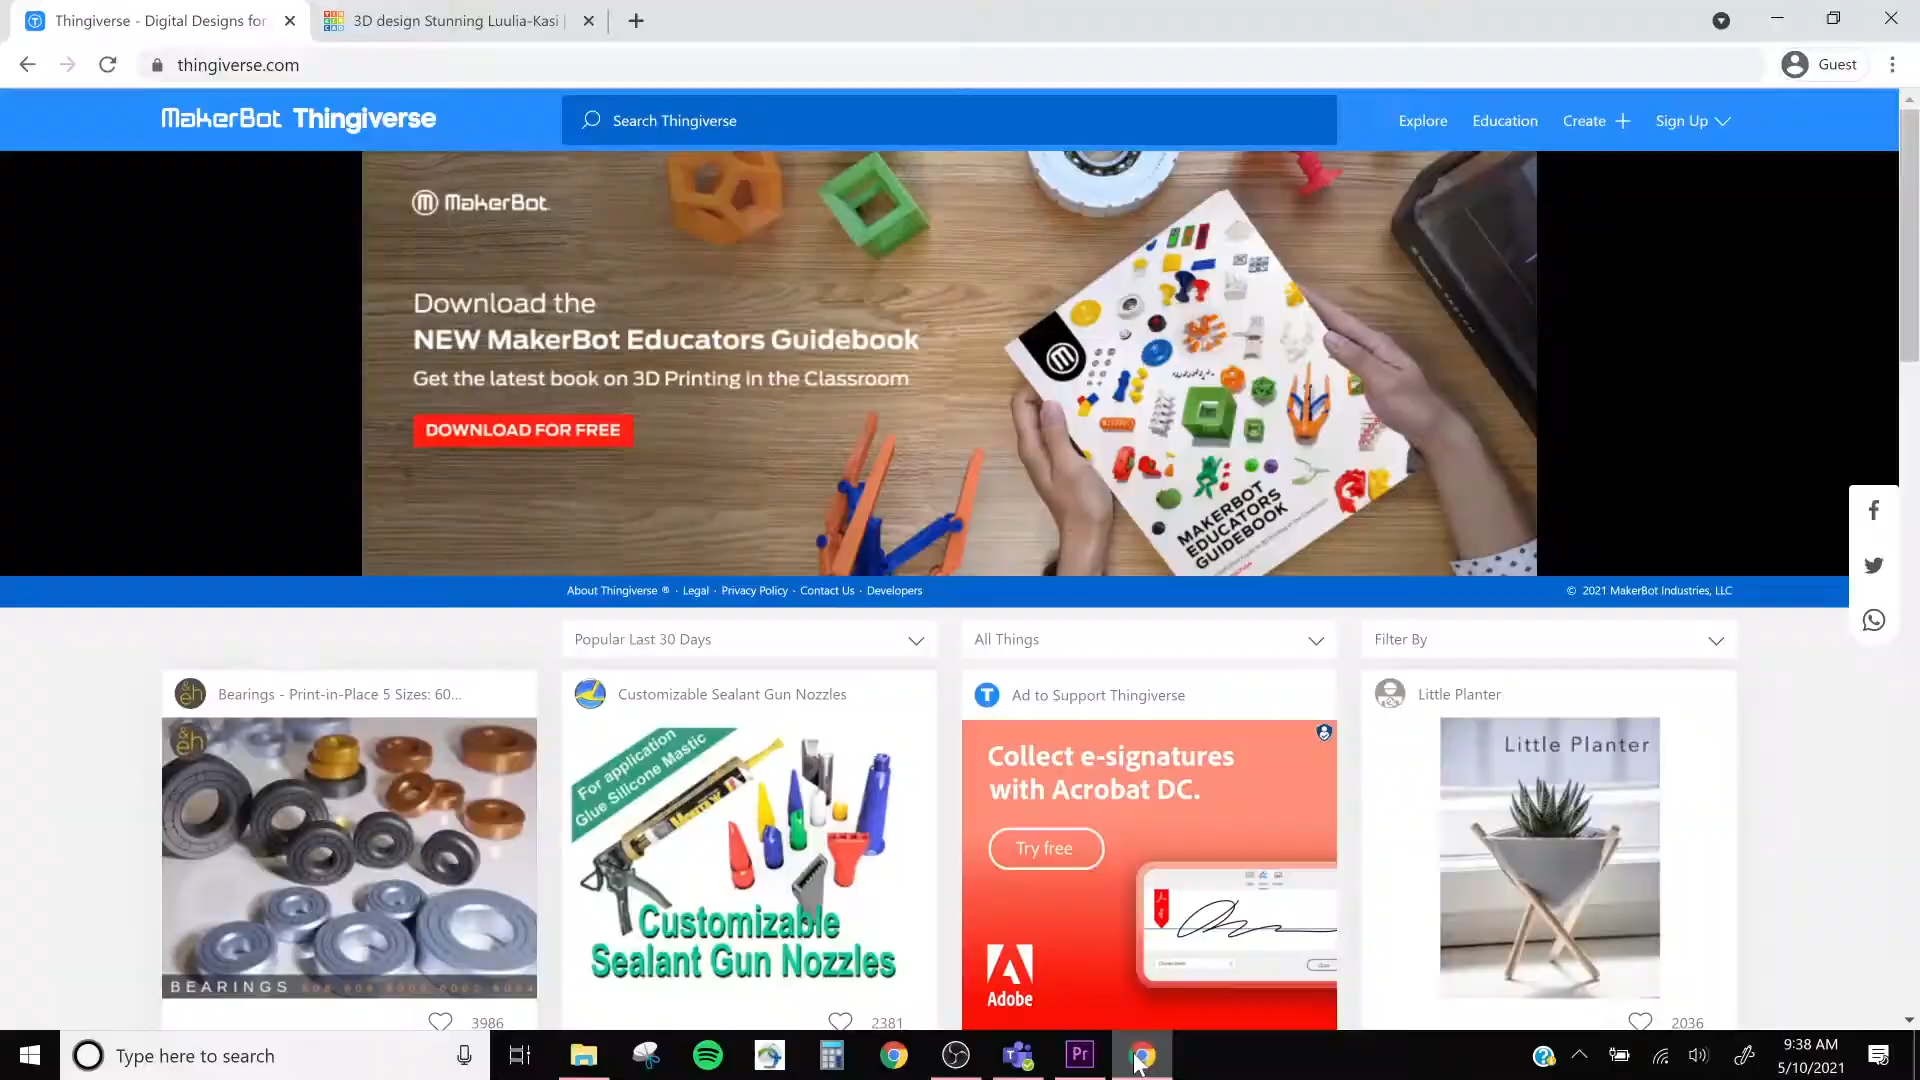 Thingiverse - Digital Designs for
3D design Stunning Luulia-Kasi |
thingiverse.com
Guest
MakerBot Thingiverse
Search Thingiverse
Explore
Education
Create
Sign Up
MakerBot
Download the
NEW MakerBot Educators Guidebook
Get the latest book on 3D Printing in the Classroom
DOWNLOAD FOR FREE
MAKERBOT
EDUCATORS
GUIDEBOOK
About Thingiverse ® · Legal · Privacy Policy · Contact Us · Developers
© 2021 MakerBot Industries, LLC
Popular Last 30 Days
All Things
Filter By
Bearings - Print-in-Place 5 Sizes: 60...
&
eh
BEARINGS
3986
Customizable Sealant Gun Nozzles
For application
Glue Silicone Mastic
Customizable
Sealant Gun Nozzles
2381
Ad to Support Thingiverse
Collect e-signatures
with Acrobat DC.
Try free
Adobe
Little Planter
Little Planter
2036
Type here to search
Pr
9:38 AM
5/10/2021